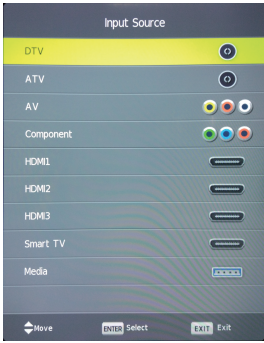 Input Source
DTV
ATV
AV
Component
HDMI1
HDMI2
HDMI3
Smart TV
Media
Move ENTER Select EXIT Exit